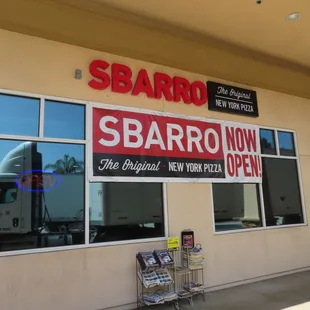 SBARRO
The Original
NEW YORK PIZZA
SBARRO
The Original · NEW YORK PIZZA
NOW
OPEN!